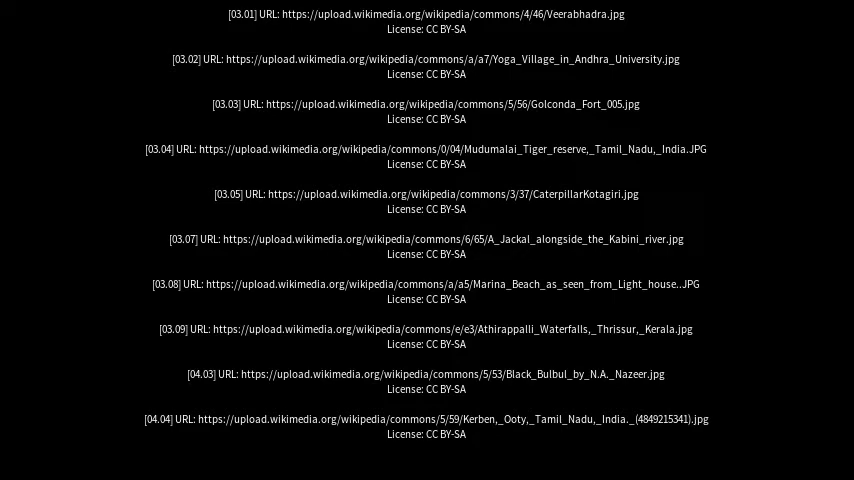 [03.01] URL: https://upload.wikimedia.org/wikipedia/commons/4/46/Veerabhadra.jpg
License: CC BY-SA
[03.02] URL: https://upload.wikimedia.org/wikipedia/commons/a/a7/Yoga_Village_in_Andhra_University.jpg
License: CC BY-SA
[03.03] URL: https://upload.wikimedia.org/wikipedia/commons/5/56/Golconda_Fort_005.jpg
License: CC BY-SA
[03.04] URL: https://upload.wikimedia.org/wikipedia/commons/0/04/Mudumalai_Tiger_reserve,_Tamil_Nadu,_India.JPG
License: CC BY-SA
[03.05] URL: https://upload.wikimedia.org/wikipedia/commons/3/37/CaterpillarKotagiri.jpg
License: CC BY-SA
[03.07] URL: https://upload.wikimedia.org/wikipedia/commons/6/65/A_Jackal_alongside_the_Kabini_river.jpg
License: CC BY-SA
[03.08] URL: https://upload.wikimedia.org/wikipedia/commons/a/a5/Marina_Beach_as_seen_from_Light_house..JPG
License: CC BY-SA
[03.09] URL: https://upload.wikimedia.org/wikipedia/commons/e/e3/Athirappalli_Waterfalls,_Thrissur,_Kerala.jpg
License: CC BY-SA
[04.03] URL: https://upload.wikimedia.org/wikipedia/commons/5/53/Black_Bulbul_by_N.A._Nazeer.jpg
License: CC BY-SA
[04.04] URL: https://upload.wikimedia.org/wikipedia/commons/5/59/Kerben,_Ooty,_Tamil_Nadu,_India._(4849215341).jpg
License: CC BY-SA